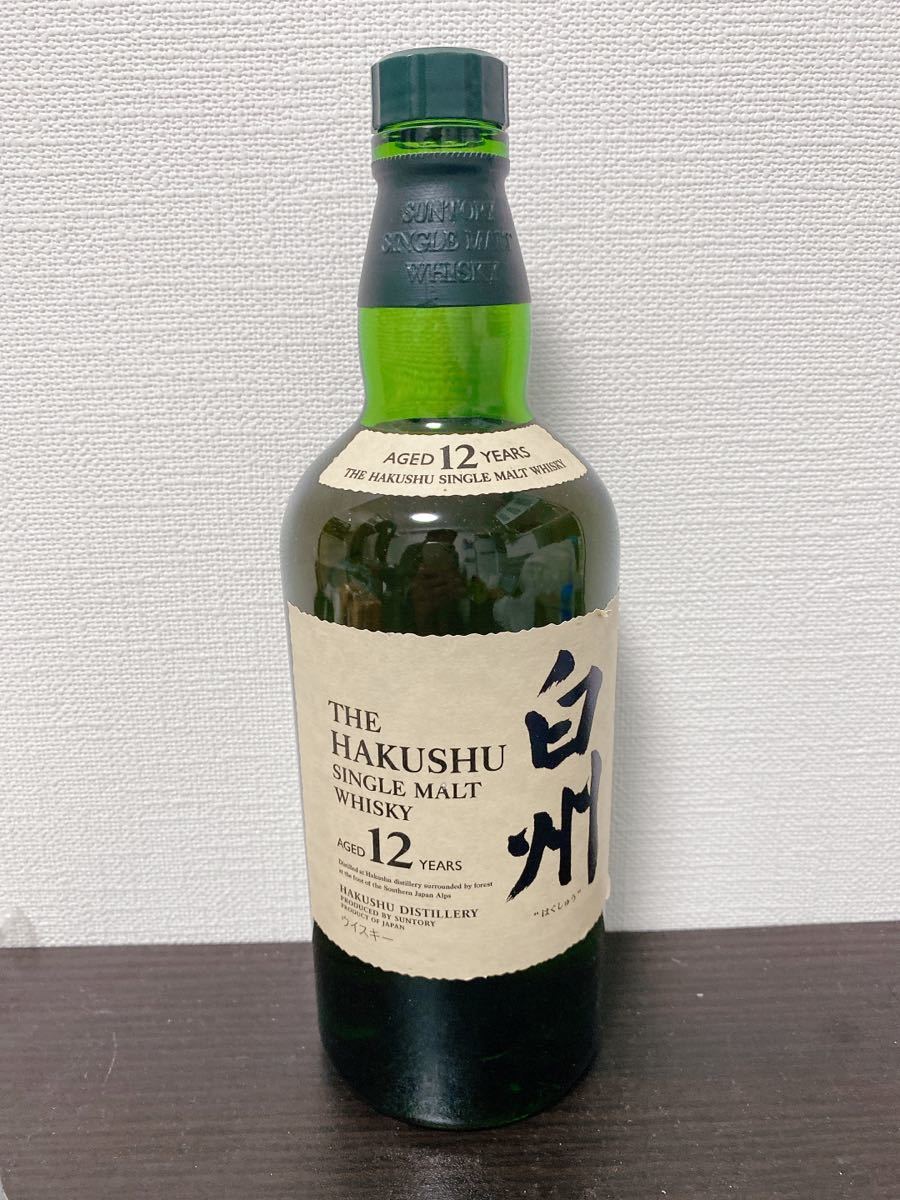 SUNTORY
SINGLE MALT
WHISKY
AGED 12 YEARS
THE HAKUSHU SINGLE MALT WHISKY
THE
HAKUSHU
SINGLE MALT
WHISKY
AGED 12 YEARS
Distilled at Hakushu distillery surrounded by forest
at the foot of the Southern Japan Alps
HAKUSHU DISTILLERY
PRODUCED BY SUNTORY
PRODUCT OF JAPAN
ウイスキー
白州
"はくしゅう"